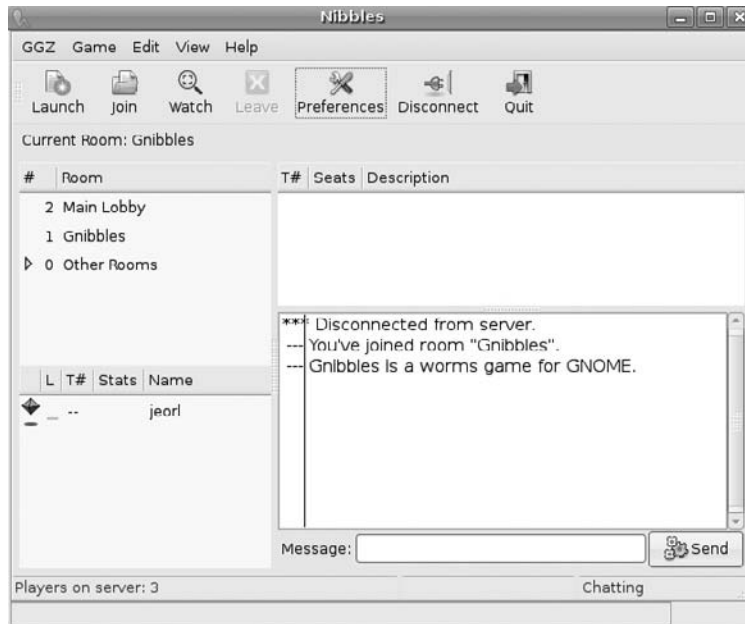 Nibbles
GGZ Game Edit View Help
Launch Join Watch Leave Preferences Disconnect Quit
Current Room: Gnibbles
# Room
2 Main Lobby
1 Gnibbles
0 Other Rooms
T# Seats Description
*** Disconnected from server.
--- You've joined room "Gnibbles".
--- Gnibbles is a worms game for GNOME.
L T# Stats Name
-- jeorl
Message: Send
Players on server: 3 Chatting